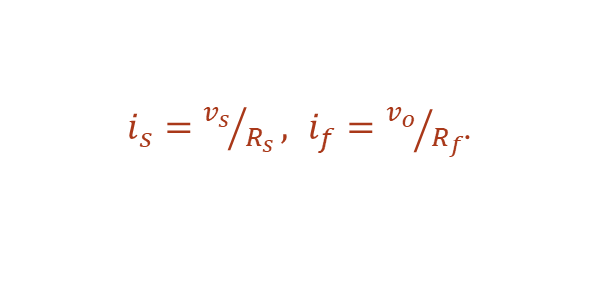 i_s = v_s/R_s, i_f = v_o/R_f.